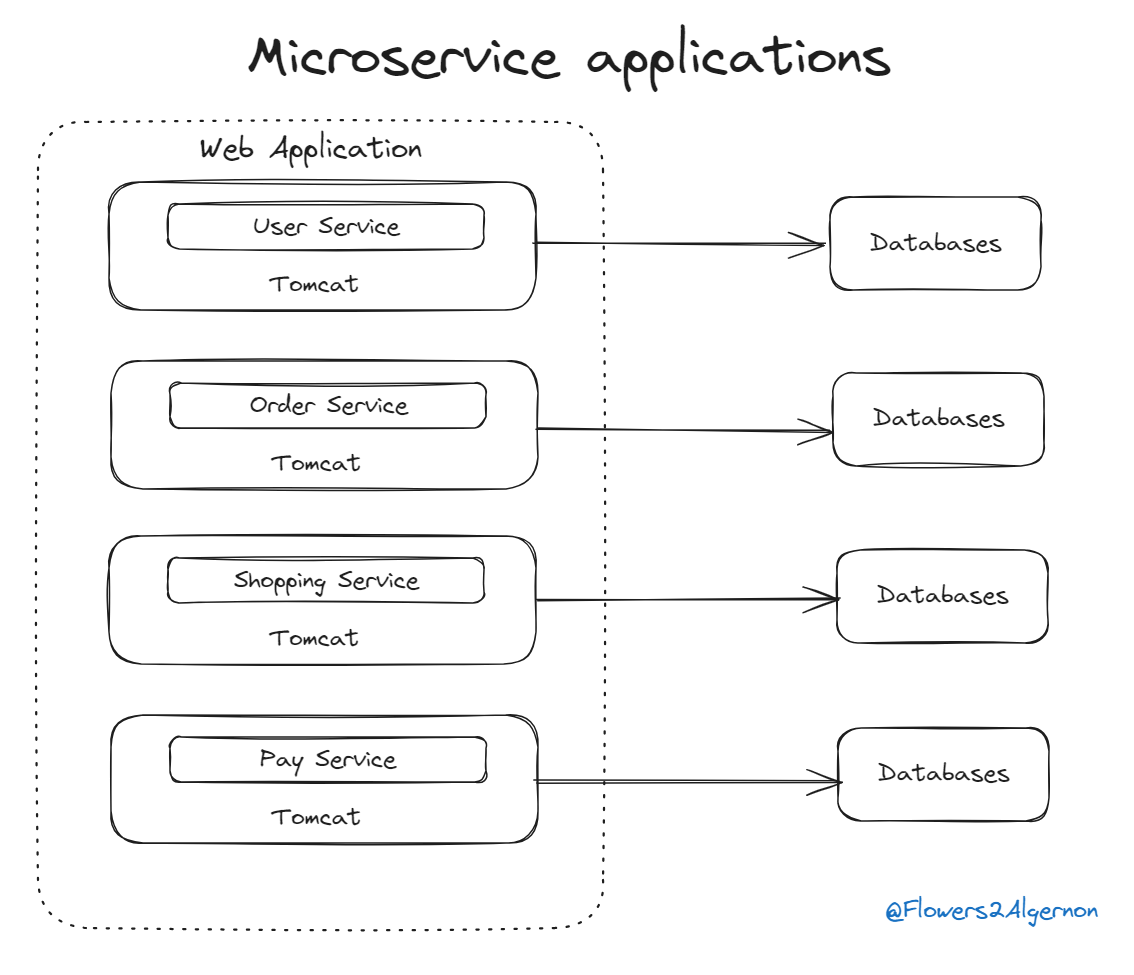 Microservice applications
Web Application
User Service
Tomcat
Databases
Order Service
Tomcat
Databases
Shopping Service
Tomcat
Databases
Pay Service
Tomcat
Databases
@Flowers2Algernon